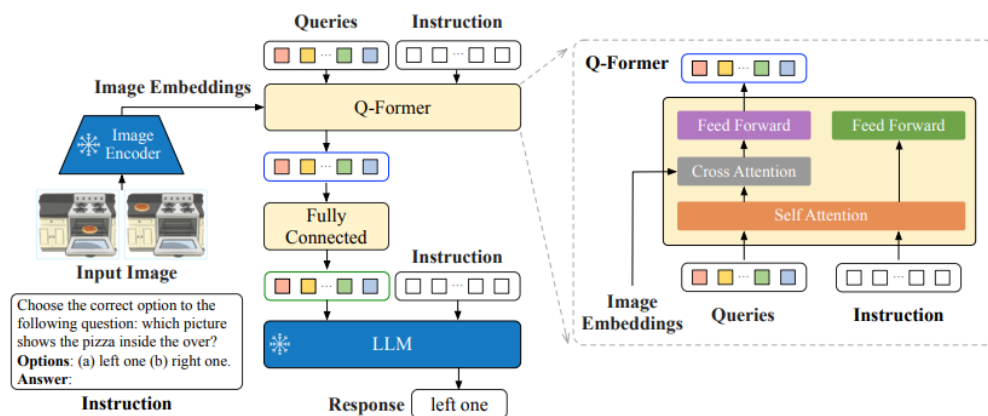 Queries
Instruction
Image Embeddings
Q-Former
Image
Encoder
Input Image
Fully
Connected
Instruction
LLM
Response
left one
Choose the correct option to the
following question: which picture
shows the pizza inside the over?
Options: (a) left one (b) right one.
Answer:
Instruction
Q-Former
Feed Forward
Feed Forward
Cross Attention
Self Attention
Image
Embeddings
Queries
Instruction